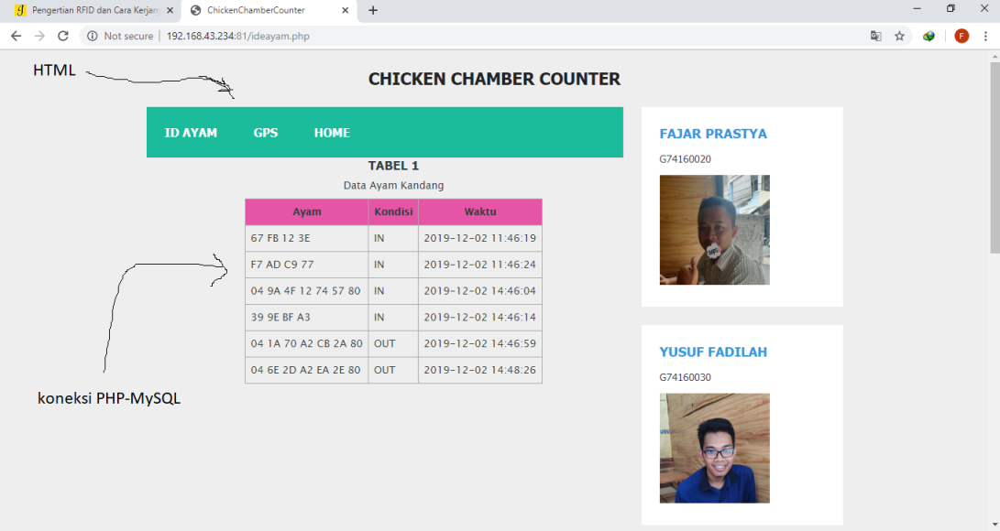 Pengertian RFID dan Cara Kerjan
ChickenChamberCounter
Not secure | 192.168.43.234:81/ideayam.php
F
HTML
CHICKEN CHAMBER COUNTER
ID AYAM GPS HOME
TABEL 1
Data Ayam Kandang
Ayam Kondisi Waktu
67 FB 12 3E IN 2019-12-02 11:46:19
F7 AD C9 77 IN 2019-12-02 11:46:24
04 9A 4F 12 74 57 80 IN 2019-12-02 14:46:04
39 9E BF A3 IN 2019-12-02 14:46:14
04 1A 70 A2 CB 2A 80 OUT 2019-12-02 14:46:59
04 6E 2D A2 EA 2E 80 OUT 2019-12-02 14:48:26
koneksi PHP-MySQL
FAJAR PRASTYA
G74160020
YUSUF FADILAH
G74160030